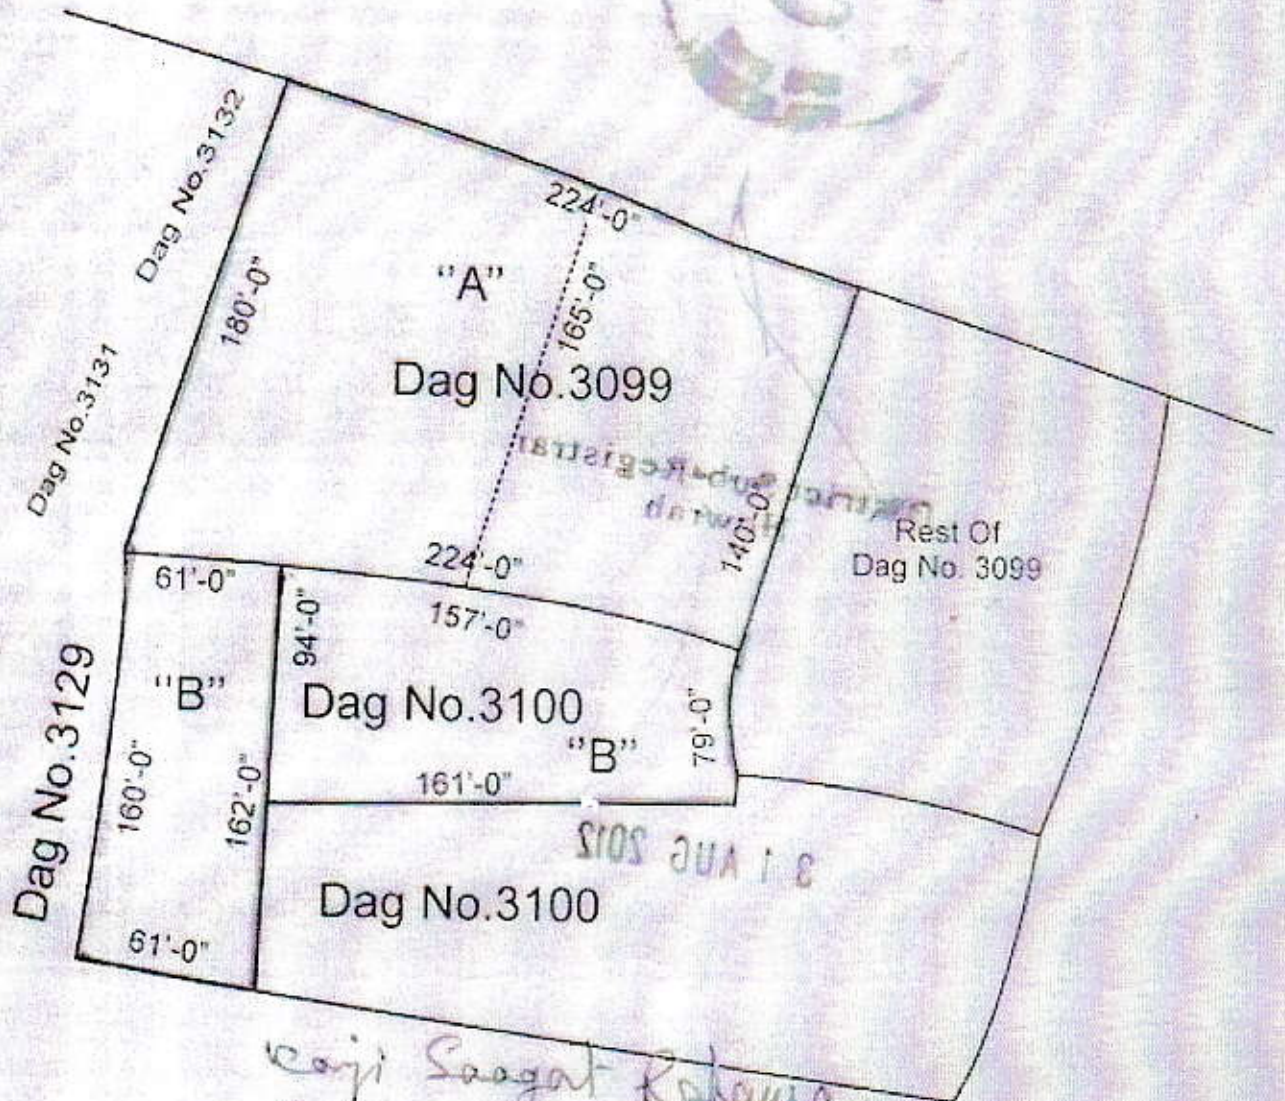 Dag No.3132
224'-0"
"A"
180'-0"
165'-0"
Dag No.3131
Dag No.3099
District Sub-Registrar
Howrah
140'-0"
Rest Of
Dag No. 3099
224'-0"
61'-0"
157'-0"
94'-0"
Dag No.3129
"B"
Dag No.3100
79'-0"
"B"
160'-0"
162'-0"
161'-0"
31 AUG 2012
Dag No.3100
61'-0"